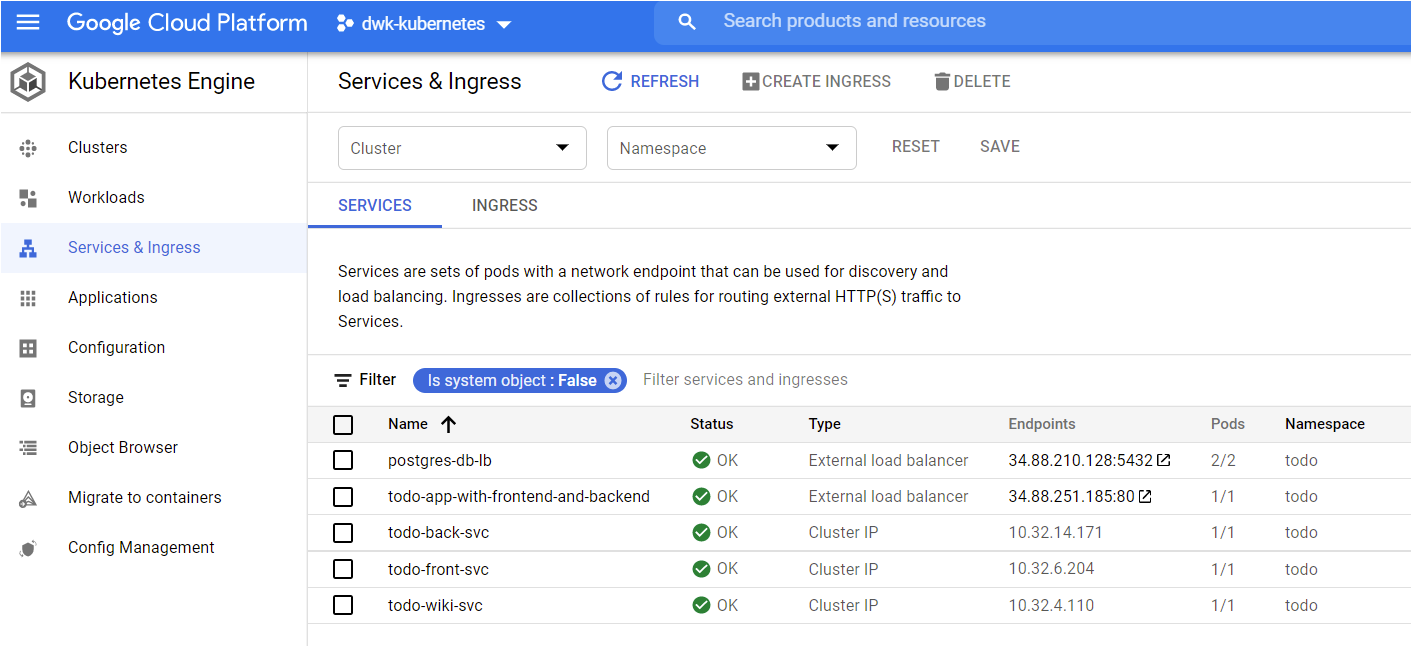 Google Cloud Platform dwk-kubernetes Search products and resources
Kubernetes Engine Services & Ingress REFRESH CREATE INGRESS DELETE
Clusters
Workloads
Services & Ingress
Applications
Configuration
Storage
Object Browser
Migrate to containers
Config Management
Cluster Namespace RESET SAVE
SERVICES INGRESS
Services are sets of pods with a network endpoint that can be used for discovery and
load balancing. Ingresses are collections of rules for routing external HTTP(S) traffic to
Services.
Filter Is system object : False Filter services and ingresses
Name Status Type Endpoints Pods Namespace
postgres-db-lb OK External load balancer 34.88.210.128:5432 2/2 todo
todo-app-with-frontend-and-backend OK External load balancer 34.88.251.185:80 1/1 todo
todo-back-svc OK Cluster IP 10.32.14.171 1/1 todo
todo-front-svc OK Cluster IP 10.32.6.204 1/1 todo
todo-wiki-svc OK Cluster IP 10.32.4.110 1/1 todo